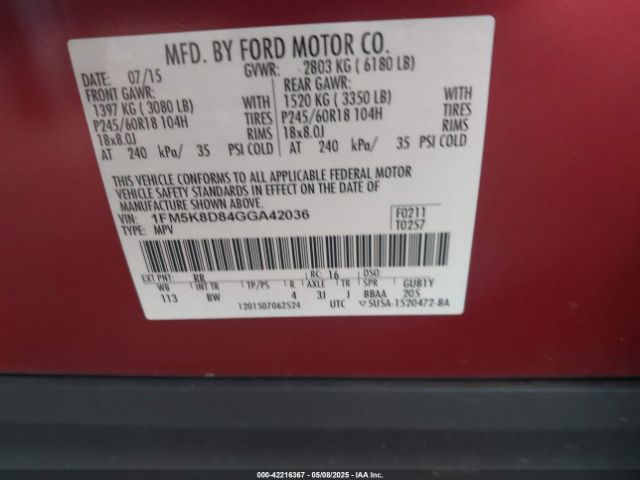 MFD. BY FORD MOTOR CO.
DATE: 07/15 GVWR: 2803 KG ( 6180 LB)
FRONT GAWR: REAR GAWR:
1397 KG ( 3080 LB) WITH 1520 KG ( 3350 LB) WITH
P245/60R18 104H TIRES P245/60R18 104H TIRES
18x8.0J RIMS 18x8.0J RIMS
AT 240 kPa/ 35 PSI COLD AT 240 kPa/ 35 PSI COLD
THIS VEHICLE CONFORMS TO ALL APPLICABLE FEDERAL MOTOR
VEHICLE SAFETY STANDARDS IN EFFECT ON THE DATE OF
MANUFACTURE SHOWN ABOVE.
VIN: 1FM5K8D84GGA42036 F0211
TYPE: MPV T0257
EXT PNT: RR RC: 16 DSO:
WB INT TR TP/PS R AXLE TR SPR GUB1Y
113 BW 4 3J J BBAA 205
1201507062524 UTC ▽ SU5A-1520472-BA
000-42216367 - 05/08/2025 - IAAI, Inc.